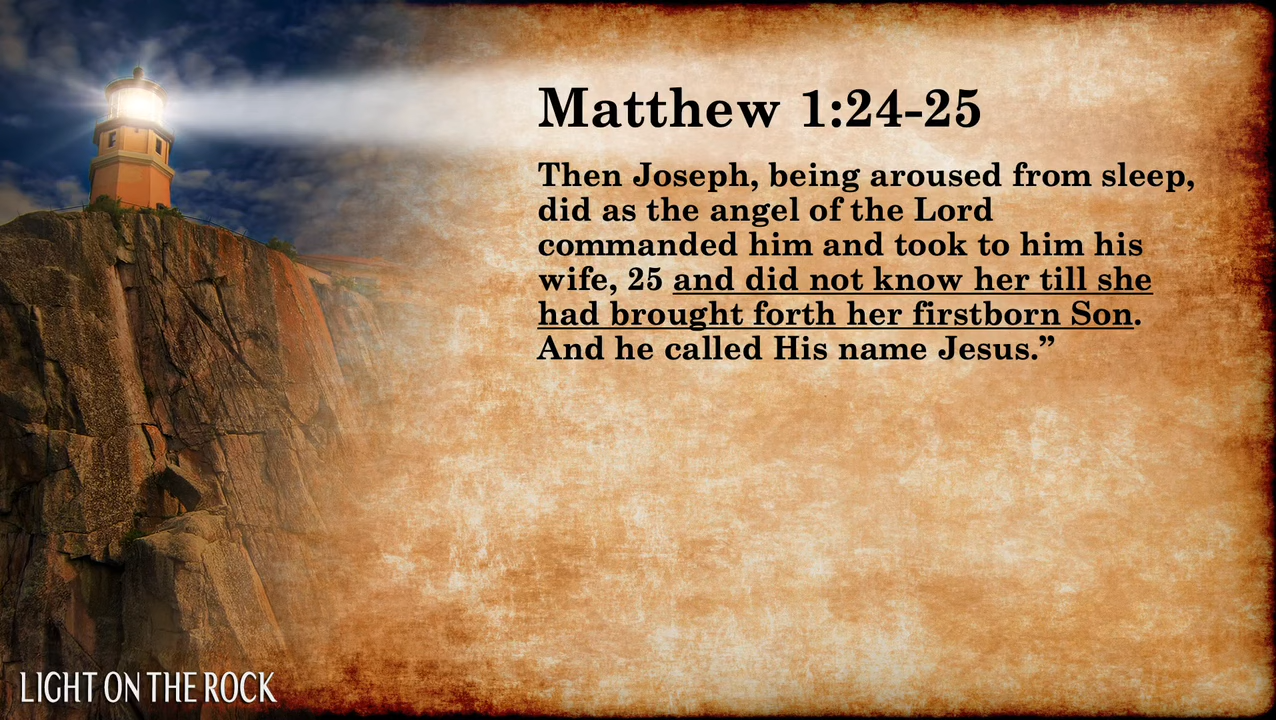 Matthew 1:24-25
Then Joseph, being aroused from sleep,
did as the angel of the Lord
commanded him and took to him his
wife, 25 and did not know her till she
had brought forth her firstborn Son.
And he called His name Jesus.”
LIGHT ON THE ROCK